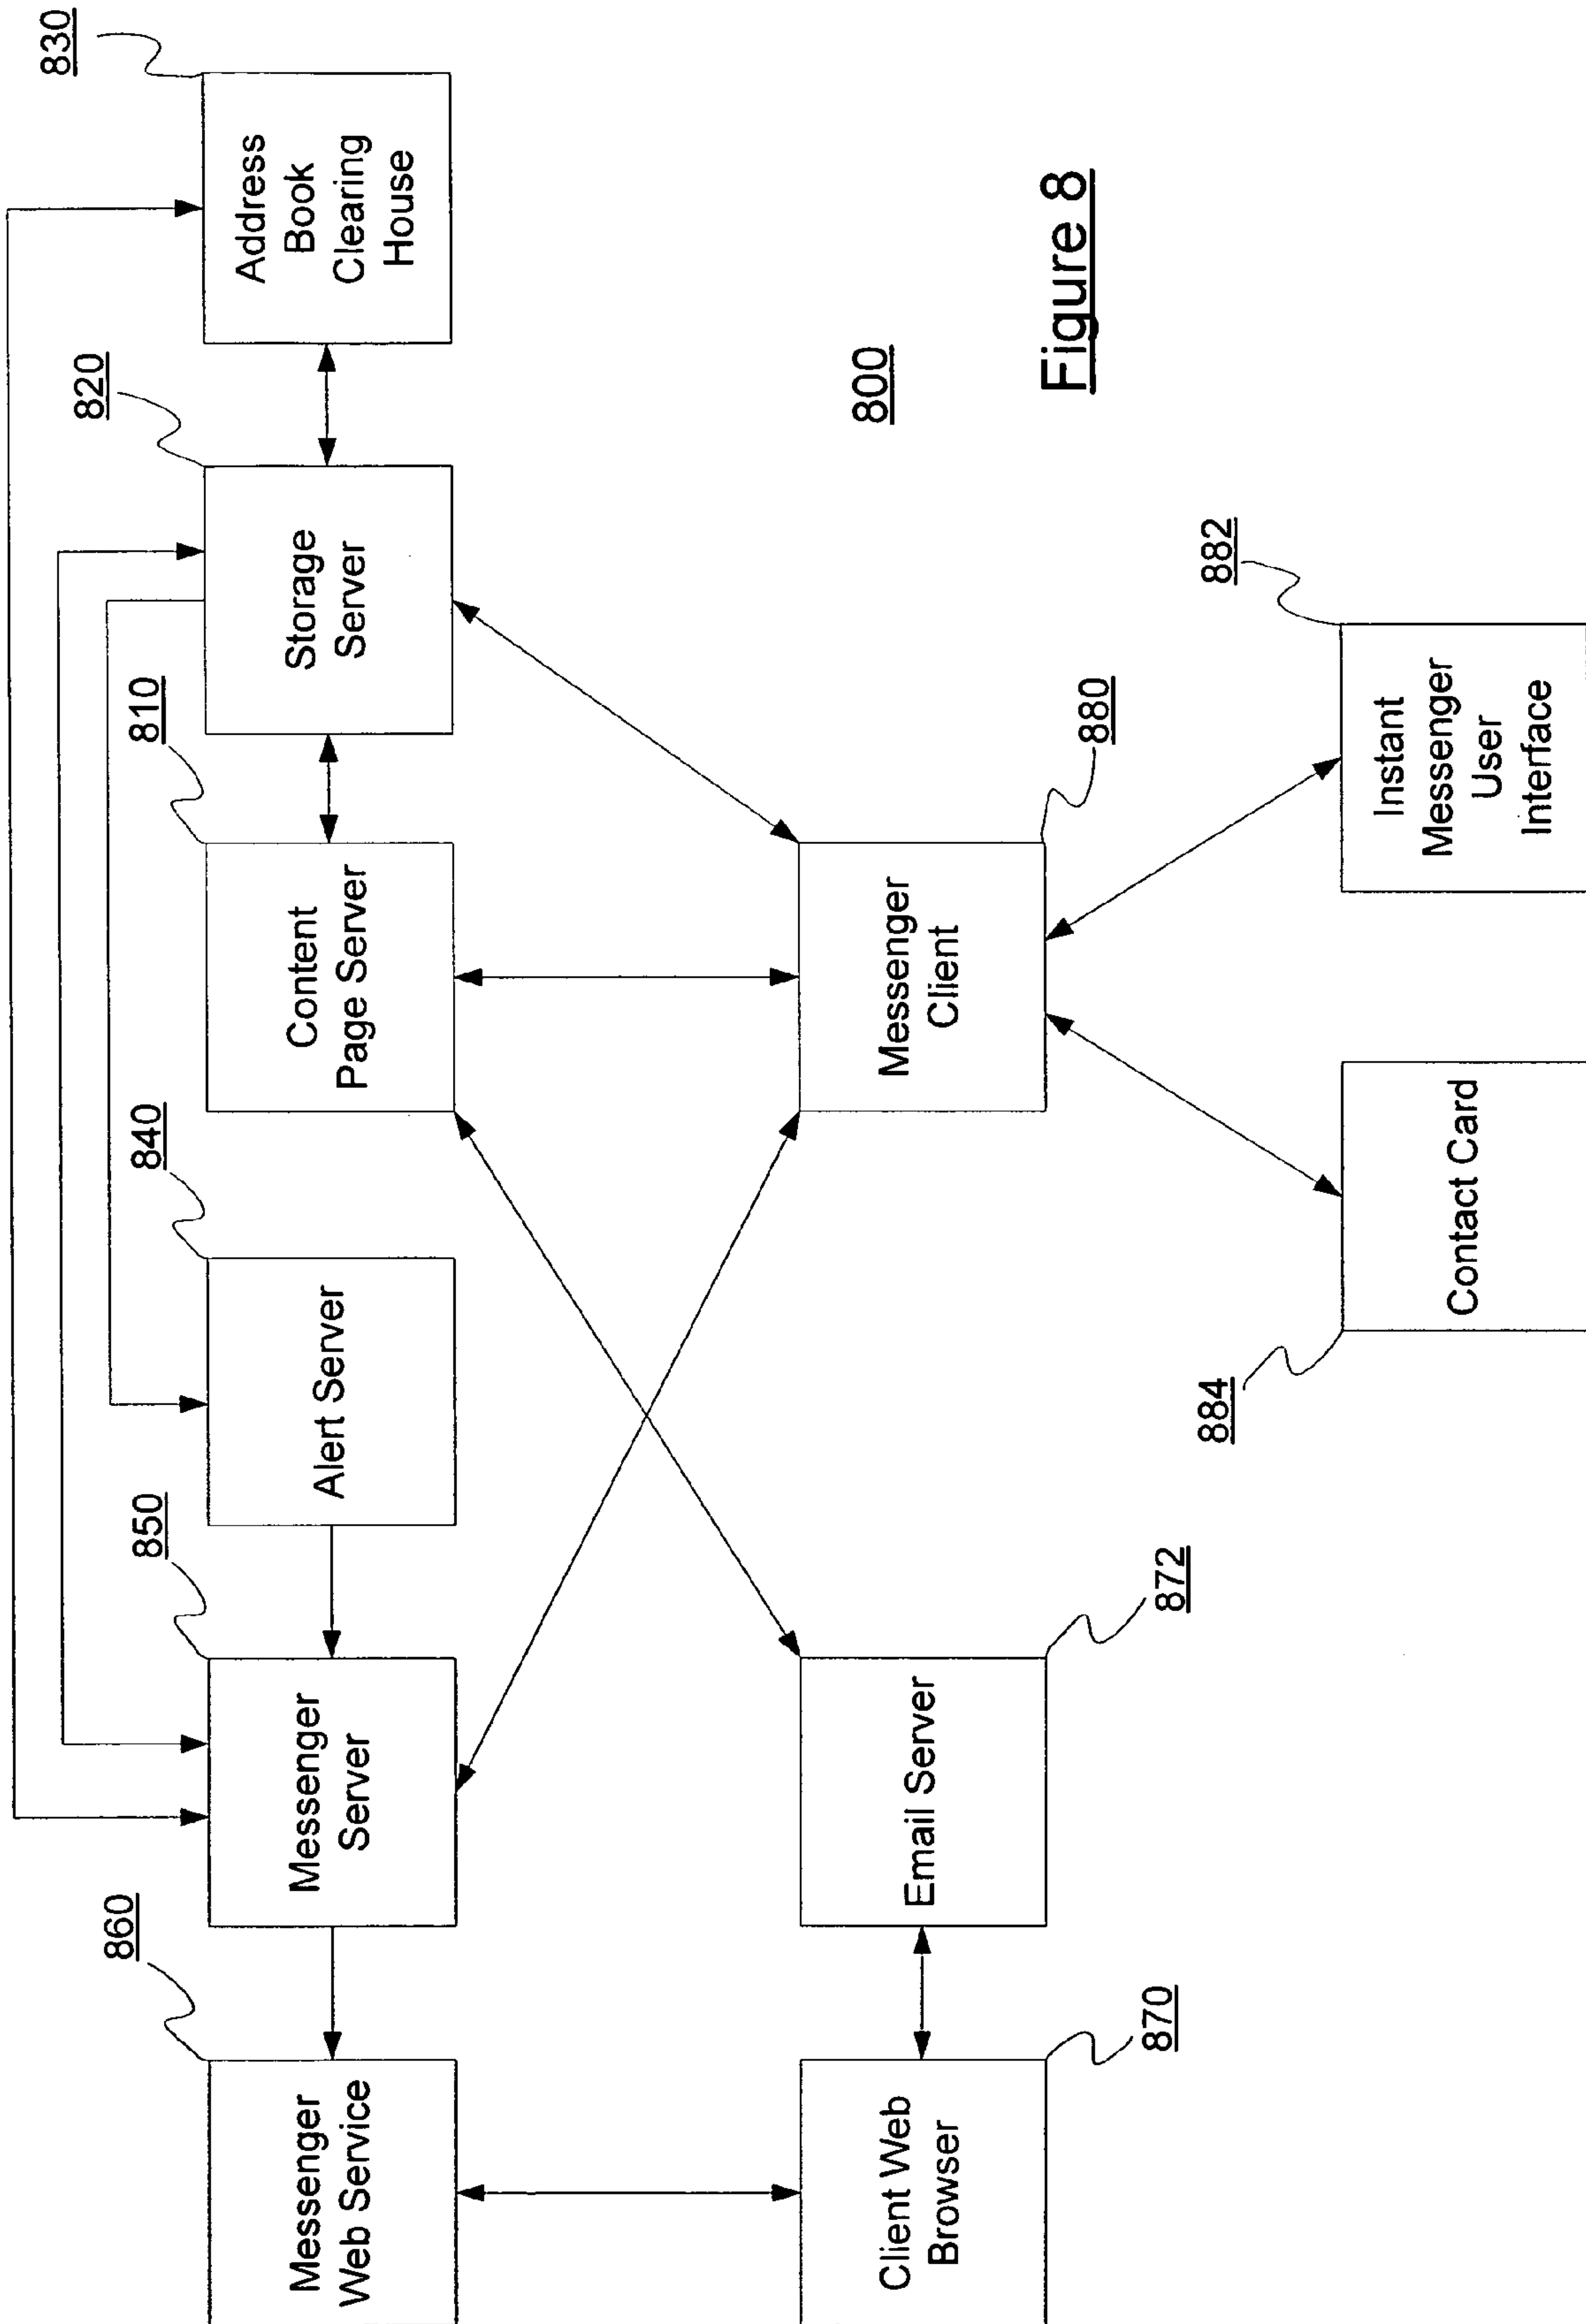 860
Messenger
Web Service
850
Messenger
Server
840
Alert Server
810
Content
Page Server
820
Storage
Server
830
Address
Book
Clearing
House
Client Web
Browser
870
Email Server
872
Messenger
Client
880
800
884
Contact Card
882
Instant
Messenger
User
Interface
Figure 8